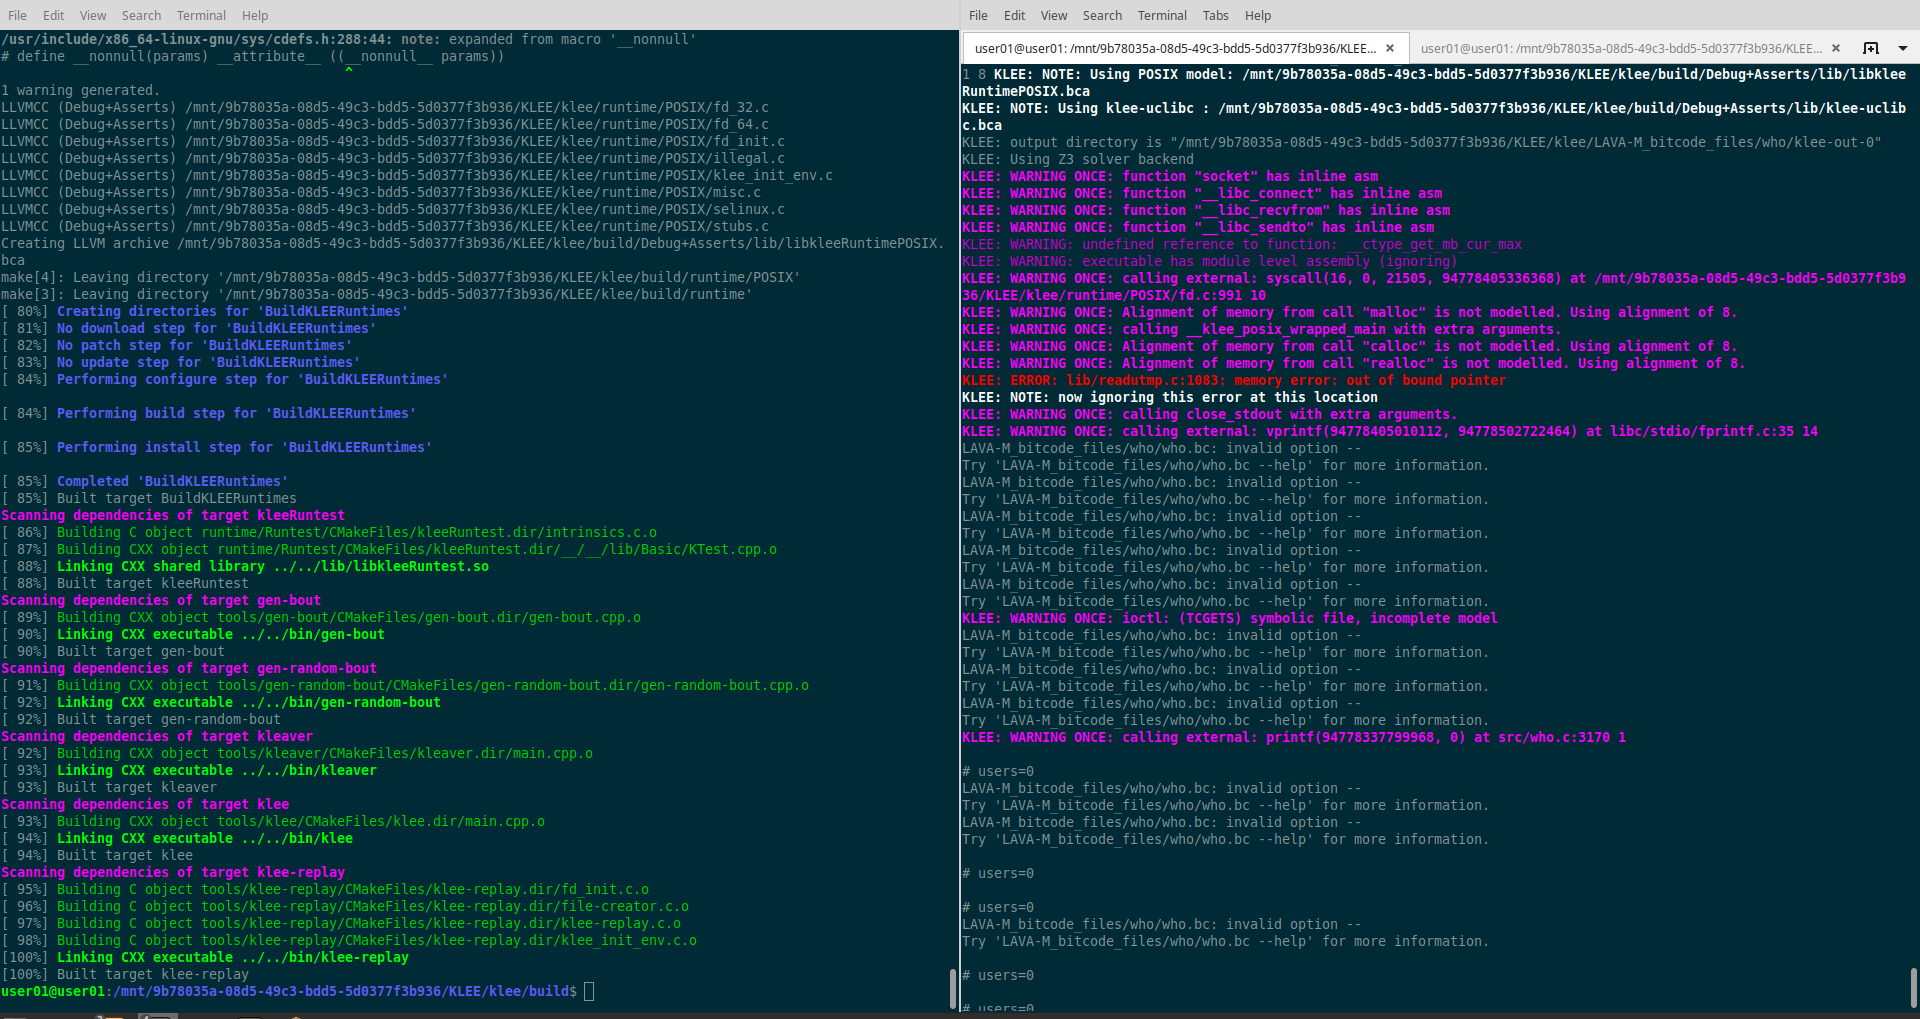 File Edit View Search Terminal Help
/usr/include/x86_64-linux-gnu/sys/cdefs.h:288:44: note: expanded from macro '__nonnull'
# define __nonnull(params) __attribute__ ((__nonnull__ params))
^
1 warning generated.
LLVMCC (Debug+Asserts) /mnt/9b78035a-08d5-49c3-bdd5-5d0377f3b936/KLEE/klee/runtime/POSIX/fd_32.c
LLVMCC (Debug+Asserts) /mnt/9b78035a-08d5-49c3-bdd5-5d0377f3b936/KLEE/klee/runtime/POSIX/fd_64.c
LLVMCC (Debug+Asserts) /mnt/9b78035a-08d5-49c3-bdd5-5d0377f3b936/KLEE/klee/runtime/POSIX/fd_init.c
LLVMCC (Debug+Asserts) /mnt/9b78035a-08d5-49c3-bdd5-5d0377f3b936/KLEE/klee/runtime/POSIX/illegal.c
LLVMCC (Debug+Asserts) /mnt/9b78035a-08d5-49c3-bdd5-5d0377f3b936/KLEE/klee/runtime/POSIX/klee_init_env.c
LLVMCC (Debug+Asserts) /mnt/9b78035a-08d5-49c3-bdd5-5d0377f3b936/KLEE/klee/runtime/POSIX/misc.c
LLVMCC (Debug+Asserts) /mnt/9b78035a-08d5-49c3-bdd5-5d0377f3b936/KLEE/klee/runtime/POSIX/selinux.c
LLVMCC (Debug+Asserts) /mnt/9b78035a-08d5-49c3-bdd5-5d0377f3b936/KLEE/klee/runtime/POSIX/stubs.c
Creating LLVM archive /mnt/9b78035a-08d5-49c3-bdd5-5d0377f3b936/KLEE/klee/build/Debug+Asserts/lib/libkleeRuntimePOSIX.
bca
make[4]: Leaving directory '/mnt/9b78035a-08d5-49c3-bdd5-5d0377f3b936/KLEE/klee/build/runtime/POSIX'
make[3]: Leaving directory '/mnt/9b78035a-08d5-49c3-bdd5-5d0377f3b936/KLEE/klee/build/runtime'
[ 80%] Creating directories for 'BuildKLEERuntimes'
[ 81%] No download step for 'BuildKLEERuntimes'
[ 82%] No patch step for 'BuildKLEERuntimes'
[ 83%] No update step for 'BuildKLEERuntimes'
[ 84%] Performing configure step for 'BuildKLEERuntimes'
[ 84%] Performing build step for 'BuildKLEERuntimes'
[ 85%] Performing install step for 'BuildKLEERuntimes'
[ 85%] Completed 'BuildKLEERuntimes'
[ 85%] Built target BuildKLEERuntimes
Scanning dependencies of target kleeRuntest
[ 86%] Building C object runtime/Runtest/CMakeFiles/kleeRuntest.dir/intrinsics.c.o
[ 87%] Building CXX object runtime/Runtest/CMakeFiles/kleeRuntest.dir/__/__/lib/Basic/KTest.cpp.o
[ 88%] Linking CXX shared library ../../lib/libkleeRuntest.so
[ 88%] Built target kleeRuntest
Scanning dependencies of target gen-bout
[ 89%] Building CXX object tools/gen-bout/CMakeFiles/gen-bout.dir/gen-bout.cpp.o
[ 90%] Linking CXX executable ../../bin/gen-bout
[ 90%] Built target gen-bout
Scanning dependencies of target gen-random-bout
[ 91%] Building CXX object tools/gen-random-bout/CMakeFiles/gen-random-bout.dir/gen-random-bout.cpp.o
[ 92%] Linking CXX executable ../../bin/gen-random-bout
[ 92%] Built target gen-random-bout
Scanning dependencies of target kleaver
[ 92%] Building CXX object tools/kleaver/CMakeFiles/kleaver.dir/main.cpp.o
[ 93%] Linking CXX executable ../../bin/kleaver
[ 93%] Built target kleaver
Scanning dependencies of target klee
[ 93%] Building CXX object tools/klee/CMakeFiles/klee.dir/main.cpp.o
[ 94%] Linking CXX executable ../../bin/klee
[ 94%] Built target klee
Scanning dependencies of target klee-replay
[ 95%] Building C object tools/klee-replay/CMakeFiles/klee-replay.dir/fd_init.c.o
[ 96%] Building C object tools/klee-replay/CMakeFiles/klee-replay.dir/file-creator.c.o
[ 97%] Building C object tools/klee-replay/CMakeFiles/klee-replay.dir/klee-replay.c.o
[ 98%] Building C object tools/klee-replay/CMakeFiles/klee-replay.dir/klee_init_env.c.o
[100%] Linking CXX executable ../../bin/klee-replay
[100%] Built target klee-replay
user01@user01:/mnt/9b78035a-08d5-49c3-bdd5-5d0377f3b936/KLEE/klee/build$
File Edit View Search Terminal Tabs Help
user01@user01: /mnt/9b78035a-08d5-49c3-bdd5-5d0377f3b936/KLEE... × user01@user01: /mnt/9b78035a-08d5-49c3-bdd5-5d0377f3b936/KLEE... ×
1 8 KLEE: NOTE: Using POSIX model: /mnt/9b78035a-08d5-49c3-bdd5-5d0377f3b936/KLEE/klee/build/Debug+Asserts/lib/libklee
RuntimePOSIX.bca
KLEE: NOTE: Using klee-uclibc : /mnt/9b78035a-08d5-49c3-bdd5-5d0377f3b936/KLEE/klee/build/Debug+Asserts/lib/klee-uclib
c.bca
KLEE: output directory is "/mnt/9b78035a-08d5-49c3-bdd5-5d0377f3b936/KLEE/klee/LAVA-M_bitcode_files/who/klee-out-0"
KLEE: Using Z3 solver backend
KLEE: WARNING ONCE: function "socket" has inline asm
KLEE: WARNING ONCE: function "__libc_connect" has inline asm
KLEE: WARNING ONCE: function "__libc_recvfrom" has inline asm
KLEE: WARNING ONCE: function "__libc_sendto" has inline asm
KLEE: WARNING: undefined reference to function: __ctype_get_mb_cur_max
KLEE: WARNING: executable has module level assembly (ignoring)
KLEE: WARNING ONCE: calling external: syscall(16, 0, 21505, 94778405336368) at /mnt/9b78035a-08d5-49c3-bdd5-5d0377f3b9
36/KLEE/klee/runtime/POSIX/fd.c:991 10
KLEE: WARNING ONCE: Alignment of memory from call "malloc" is not modelled. Using alignment of 8.
KLEE: WARNING ONCE: calling __klee_posix_wrapped_main with extra arguments.
KLEE: WARNING ONCE: Alignment of memory from call "calloc" is not modelled. Using alignment of 8.
KLEE: WARNING ONCE: Alignment of memory from call "realloc" is not modelled. Using alignment of 8.
KLEE: ERROR: lib/readutmp.c:1083: memory error: out of bound pointer
KLEE: NOTE: now ignoring this error at this location
KLEE: WARNING ONCE: calling close_stdout with extra arguments.
KLEE: WARNING ONCE: calling external: vprintf(94778405010112, 94778502722464) at libc/stdio/fprintf.c:35 14
LAVA-M_bitcode_files/who/who.bc: invalid option --
Try 'LAVA-M_bitcode_files/who/who.bc --help' for more information.
LAVA-M_bitcode_files/who/who.bc: invalid option --
Try 'LAVA-M_bitcode_files/who/who.bc --help' for more information.
LAVA-M_bitcode_files/who/who.bc: invalid option --
Try 'LAVA-M_bitcode_files/who/who.bc --help' for more information.
LAVA-M_bitcode_files/who/who.bc: invalid option --
Try 'LAVA-M_bitcode_files/who/who.bc --help' for more information.
LAVA-M_bitcode_files/who/who.bc: invalid option --
Try 'LAVA-M_bitcode_files/who/who.bc --help' for more information.
KLEE: WARNING ONCE: ioctl: (TCGETS) symbolic file, incomplete model
LAVA-M_bitcode_files/who/who.bc: invalid option --
Try 'LAVA-M_bitcode_files/who/who.bc --help' for more information.
LAVA-M_bitcode_files/who/who.bc: invalid option --
Try 'LAVA-M_bitcode_files/who/who.bc --help' for more information.
LAVA-M_bitcode_files/who/who.bc: invalid option --
Try 'LAVA-M_bitcode_files/who/who.bc --help' for more information.
KLEE: WARNING ONCE: calling external: printf(94778337799968, 0) at src/who.c:3170 1
# users=0
LAVA-M_bitcode_files/who/who.bc: invalid option --
Try 'LAVA-M_bitcode_files/who/who.bc --help' for more information.
LAVA-M_bitcode_files/who/who.bc: invalid option --
Try 'LAVA-M_bitcode_files/who/who.bc --help' for more information.
# users=0
# users=0
LAVA-M_bitcode_files/who/who.bc: invalid option --
Try 'LAVA-M_bitcode_files/who/who.bc --help' for more information.
# users=0
# users=0